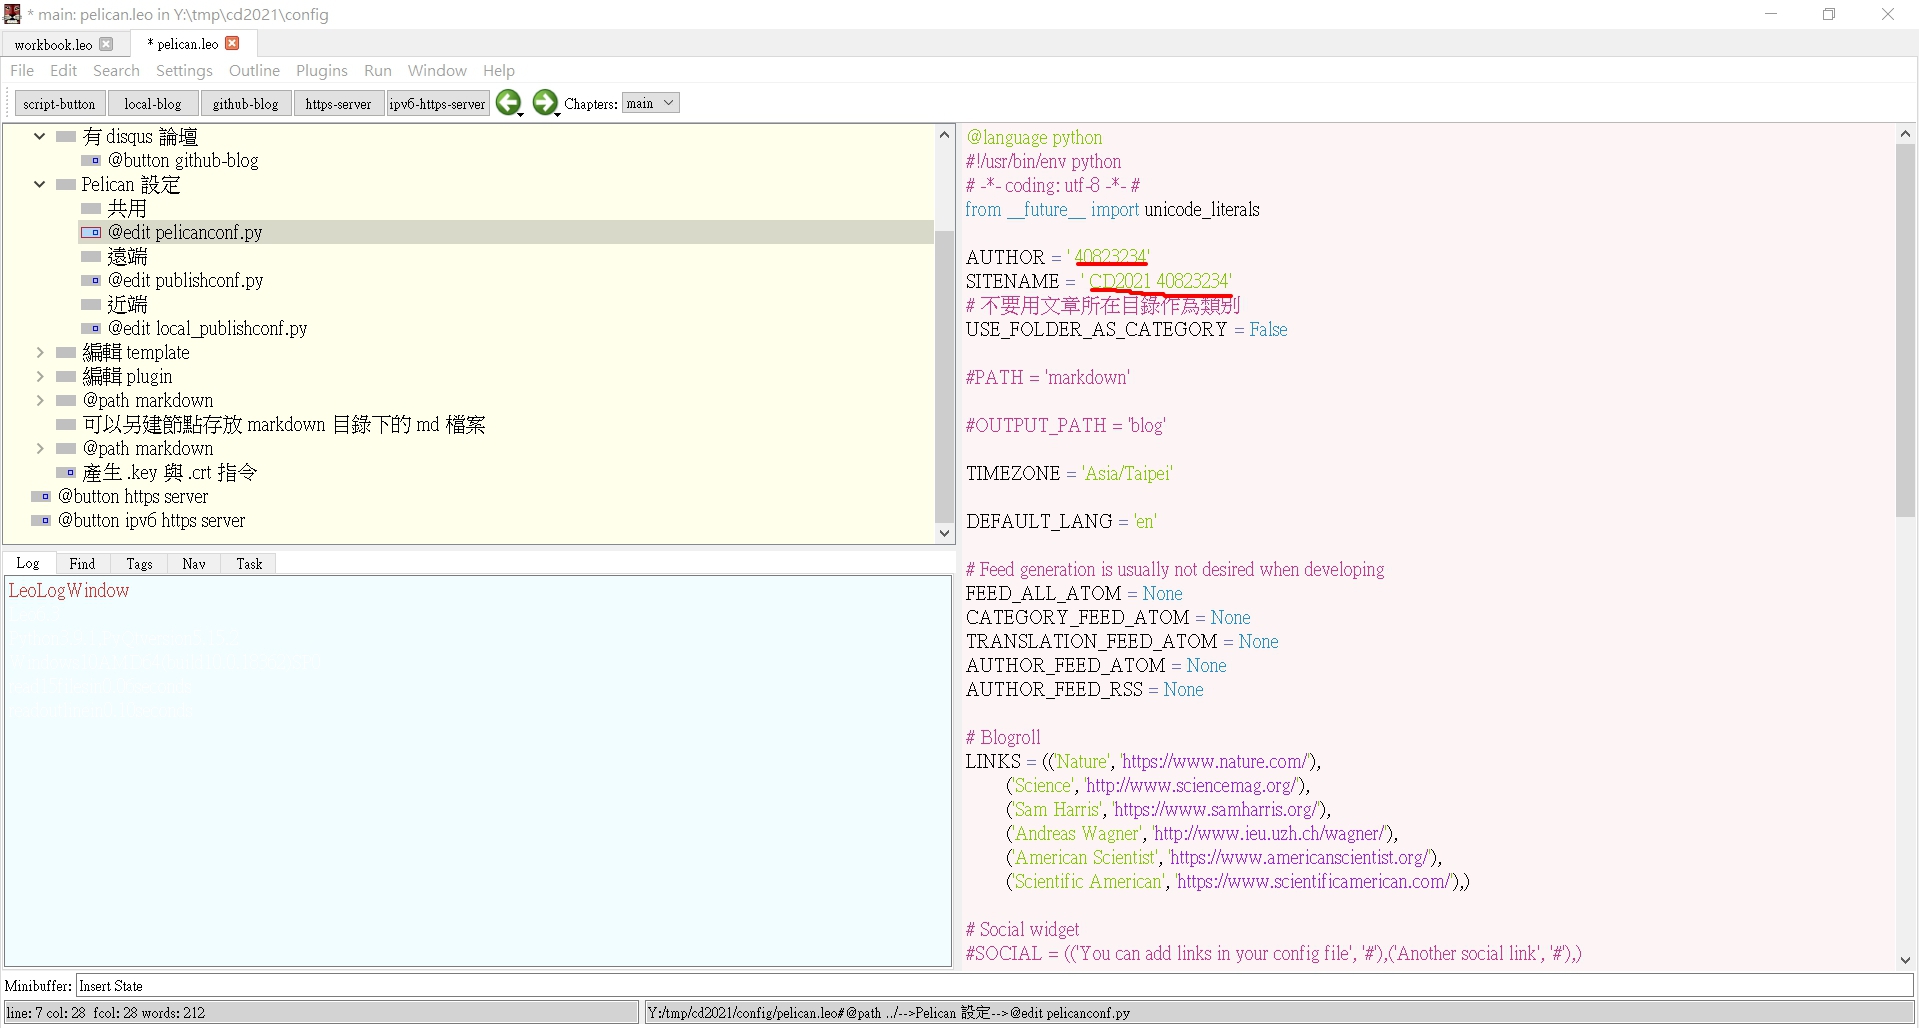 * main: pelican.leo in Y:\tmp\cd2021\config
workbook.leo
* pelican.leo
File Edit Search Settings Outline Plugins Run Window Help
script-button local-blog github-blog https-server ipv6-https-server Chapters: main
有 disqus 論壇
@button github-blog
Pelican 設定
共用
@edit pelicanconf.py
遠端
@edit publishconf.py
近端
@edit local_publishconf.py
編輯 template
編輯 plugin
@path markdown
可以另建節點存放 markdown 目錄下的 md 檔案
@path markdown
產生 .key 與 .crt 指令
@button https server
@button ipv6 https server
Log Find Tags Nav Task
LeoLogWindow
@language python
#!/usr/bin/env python
# -*- coding: utf-8 -*- #
from __future__ import unicode_literals
AUTHOR = ' 40823234'
SITENAME = ' CD2021 40823234'
# 不要用文章所在目錄作為類別
USE_FOLDER_AS_CATEGORY = False
#PATH = 'markdown'
#OUTPUT_PATH = 'blog'
TIMEZONE = 'Asia/Taipei'
DEFAULT_LANG = 'en'
# Feed generation is usually not desired when developing
FEED_ALL_ATOM = None
CATEGORY_FEED_ATOM = None
TRANSLATION_FEED_ATOM = None
AUTHOR_FEED_ATOM = None
AUTHOR_FEED_RSS = None
# Blogroll
LINKS = (('Nature', 'https://www.nature.com/'),
('Science', 'http://www.sciencemag.org/'),
('Sam Harris', 'https://www.samharris.org/'),
('Andreas Wagner', 'http://www.ieu.uzh.ch/wagner/'),
('American Scientist', 'https://www.americanscientist.org/'),
('Scientific American', 'https://www.scientificamerican.com/'),)
# Social widget
#SOCIAL = (('You can add links in your config file', '#'),('Another social link', '#'),)
Minibuffer: Insert State
line: 7 col: 28 fcol: 28 words: 212
Y:/tmp/cd2021/config/pelican.leo#@path ../-->Pelican 設定-->@edit pelicanconf.py